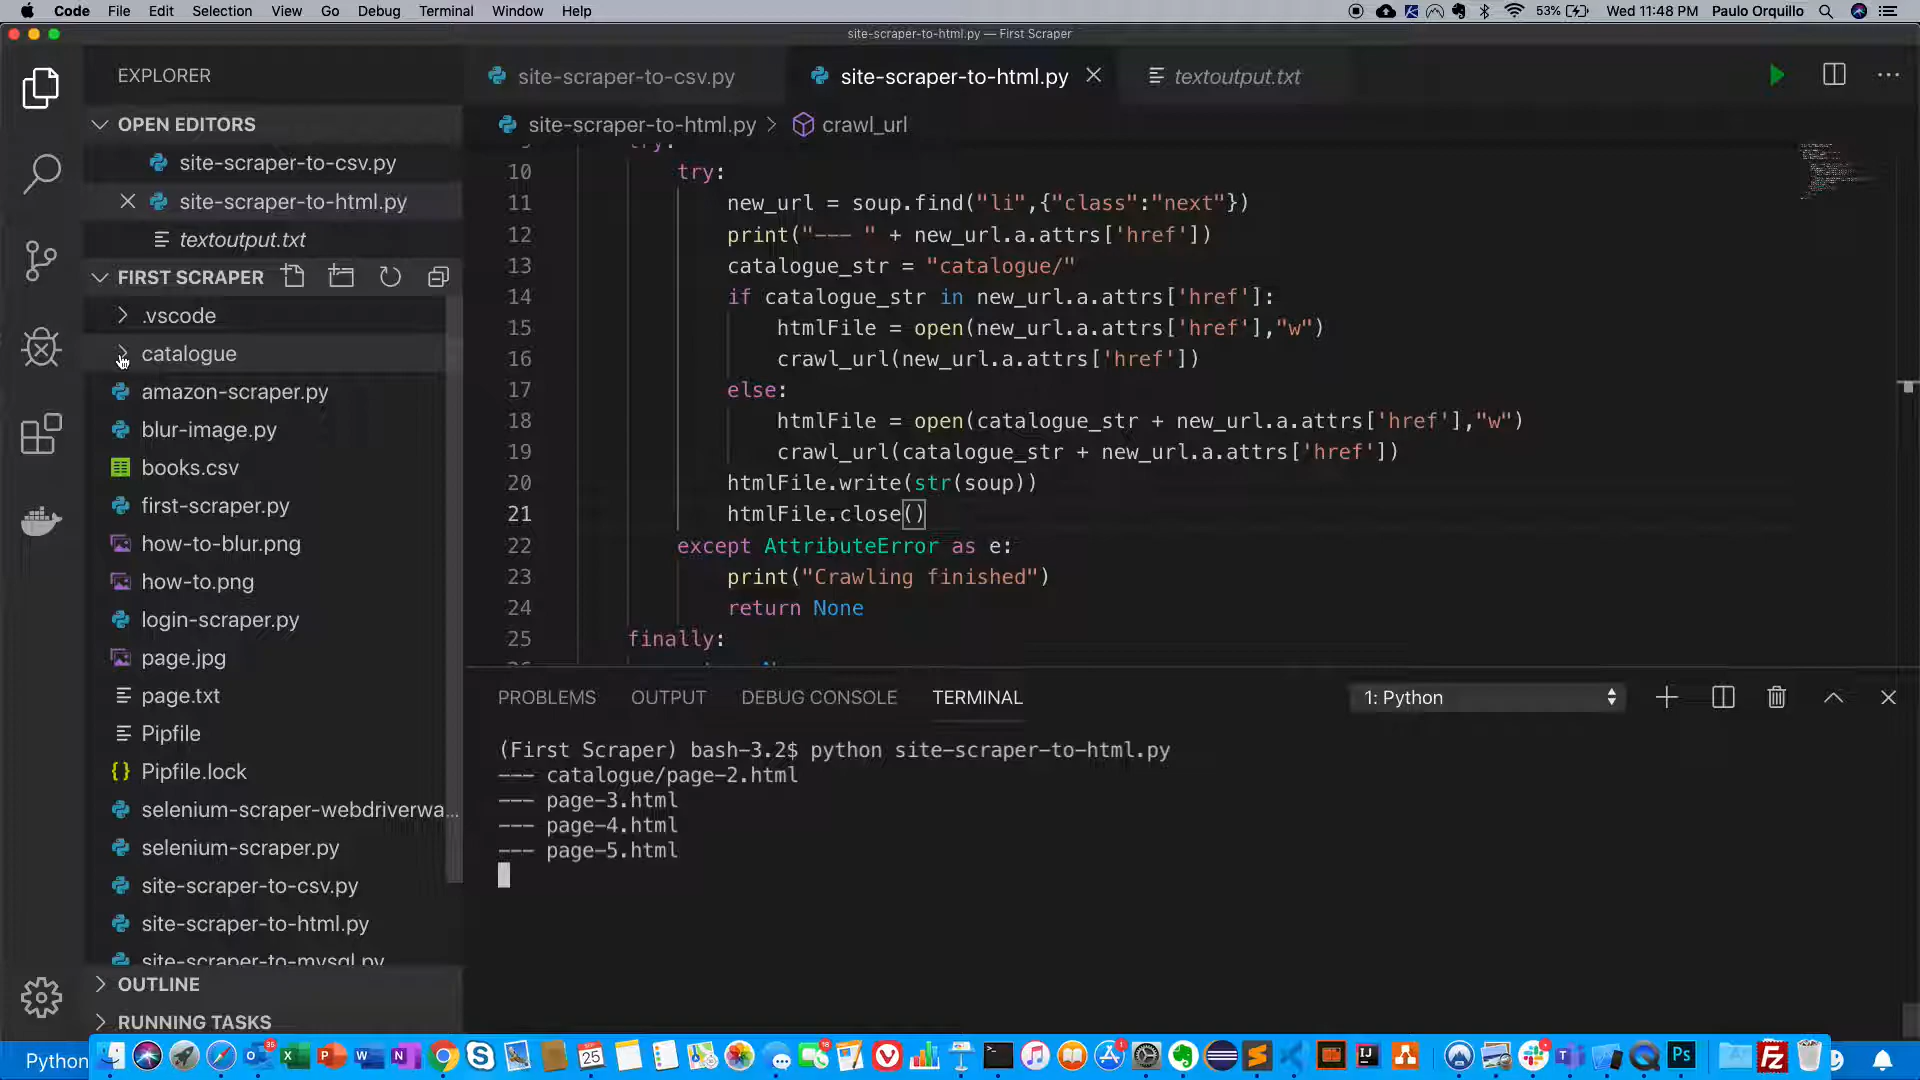 Code File Edit Selection View Go Debug Terminal Window Help 53% Wed 11:48 PM Paulo Orquillo
site-scraper-to-html.py — First Scraper
EXPLORER
OPEN EDITORS
site-scraper-to-csv.py
site-scraper-to-html.py
textoutput.txt
FIRST SCRAPER
.vscode
catalogue
amazon-scraper.py
blur-image.py
books.csv
first-scraper.py
how-to-blur.png
how-to.png
login-scraper.py
page.jpg
page.txt
Pipfile
Pipfile.lock
selenium-scraper-webdriverwa...
selenium-scraper.py
site-scraper-to-csv.py
site-scraper-to-html.py
site-scraper-to-mysql.py
OUTLINE
RUNNING TASKS
site-scraper-to-csv.py site-scraper-to-html.py textoutput.txt
site-scraper-to-html.py > crawl_url
try:
10 try:
11 new_url = soup.find("li",{"class":"next"})
12 print("--- " + new_url.a.attrs['href'])
13 catalogue_str = "catalogue/"
14 if catalogue_str in new_url.a.attrs['href']:
15 htmlFile = open(new_url.a.attrs['href'],"w")
16 crawl_url(new_url.a.attrs['href'])
17 else:
18 htmlFile = open(catalogue_str + new_url.a.attrs['href'],"w")
19 crawl_url(catalogue_str + new_url.a.attrs['href'])
20 htmlFile.write(str(soup))
21 htmlFile.close()
22 except AttributeError as e:
23 print("Crawling finished")
24 return None
25 finally:
PROBLEMS OUTPUT DEBUG CONSOLE TERMINAL 1: Python
(First Scraper) bash-3.2$ python site-scraper-to-html.py
--- catalogue/page-2.html
--- page-3.html
--- page-4.html
--- page-5.html
Python